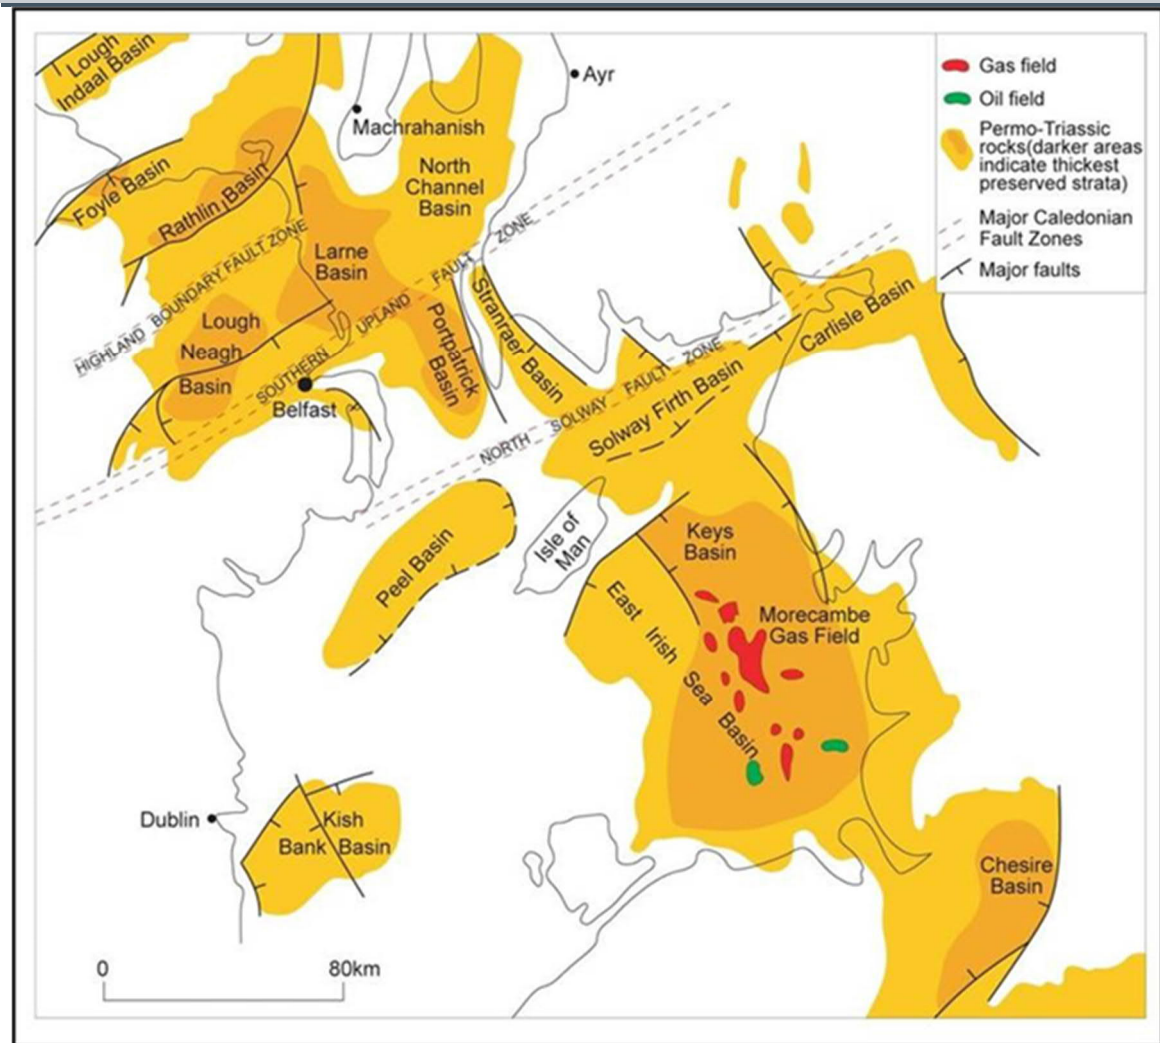 Lough
Indaal Basin
Ayr
Machrahanish
North
Channel
Basin
Foyle Basin
Rathlin Basin
HIGHLAND BOUNDARY FAULT ZONE
Larne
Basin
SOUTHERN UPLAND FAULT ZONE
Lough
Neagh
Basin
Belfast
Portpatrick
Basin
Stranraer Basin
NORTH SOLWAY FAULT ZONE
Solway Firth Basin
Carlisle Basin
Peel Basin
Isle of
Man
Keys
Basin
East Irish Sea Basin
Morecambe
Gas Field
Dublin
Kish
Bank Basin
Chesire
Basin
0 80km
Gas field
Oil field
Permo-Triassic
rocks(darker areas
indicate thickest
preserved strata)
Major Caledonian
Fault Zones
Major faults